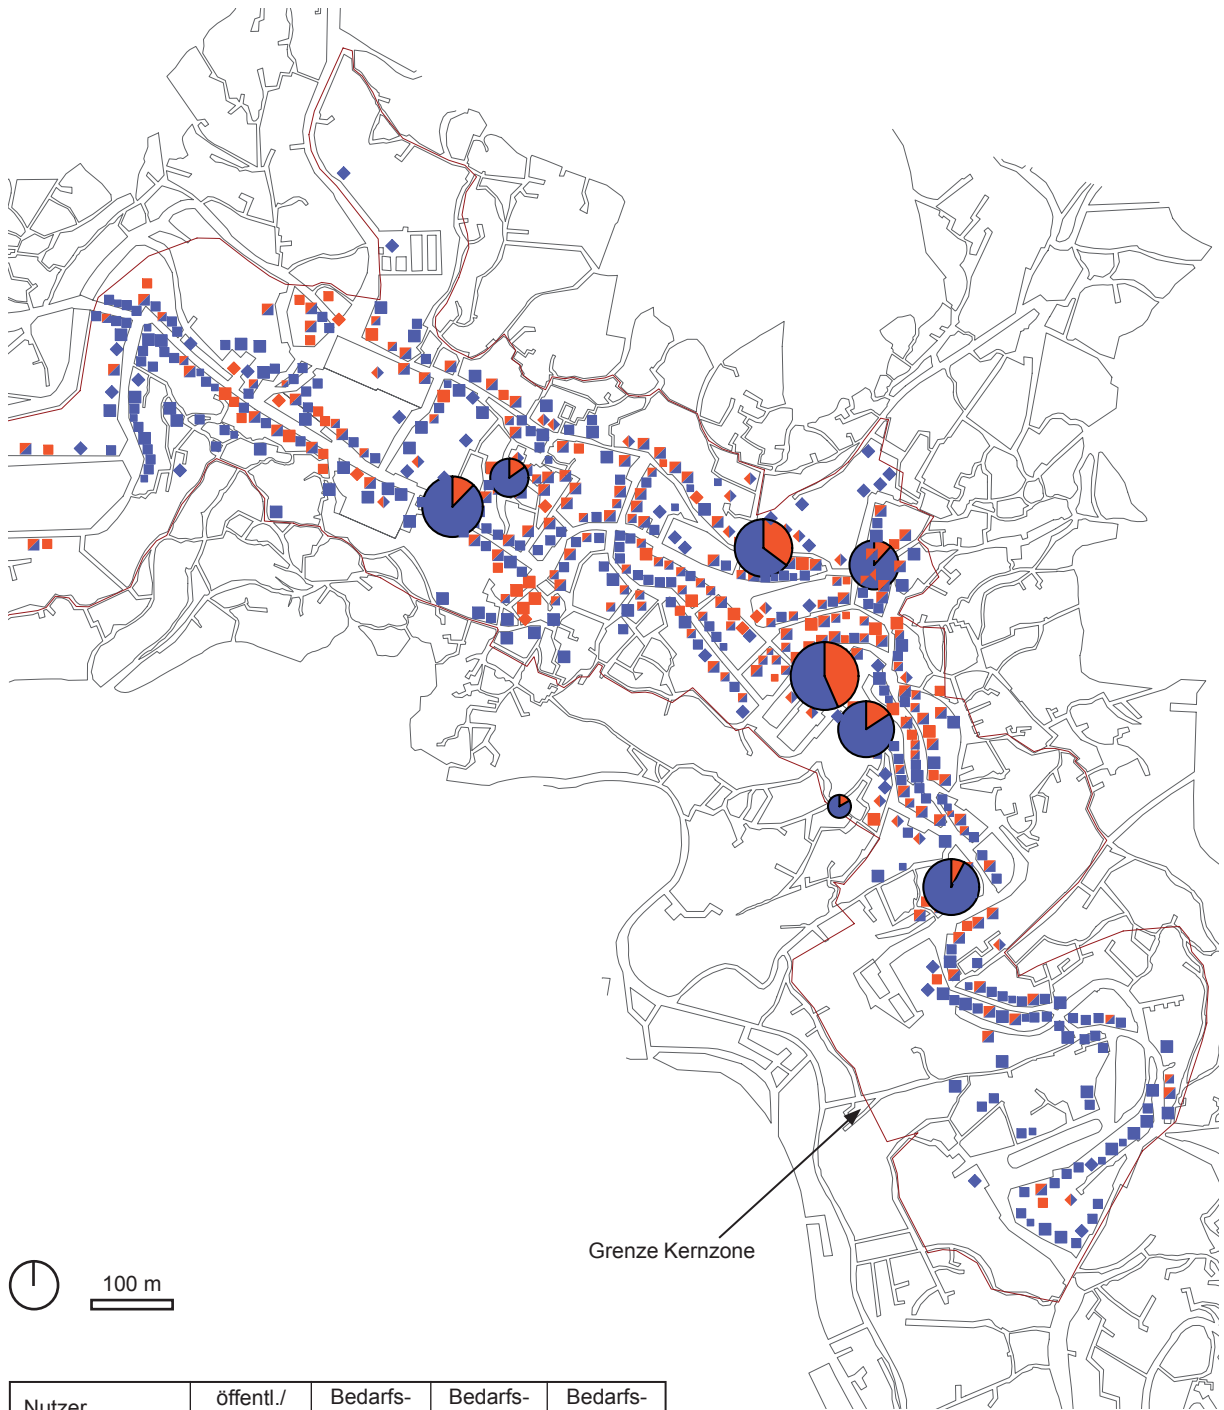 Grenze Kernzone
100 m
Nutzer
öffentl./
Bedarfs-
Bedarfs-
Bedarfs-